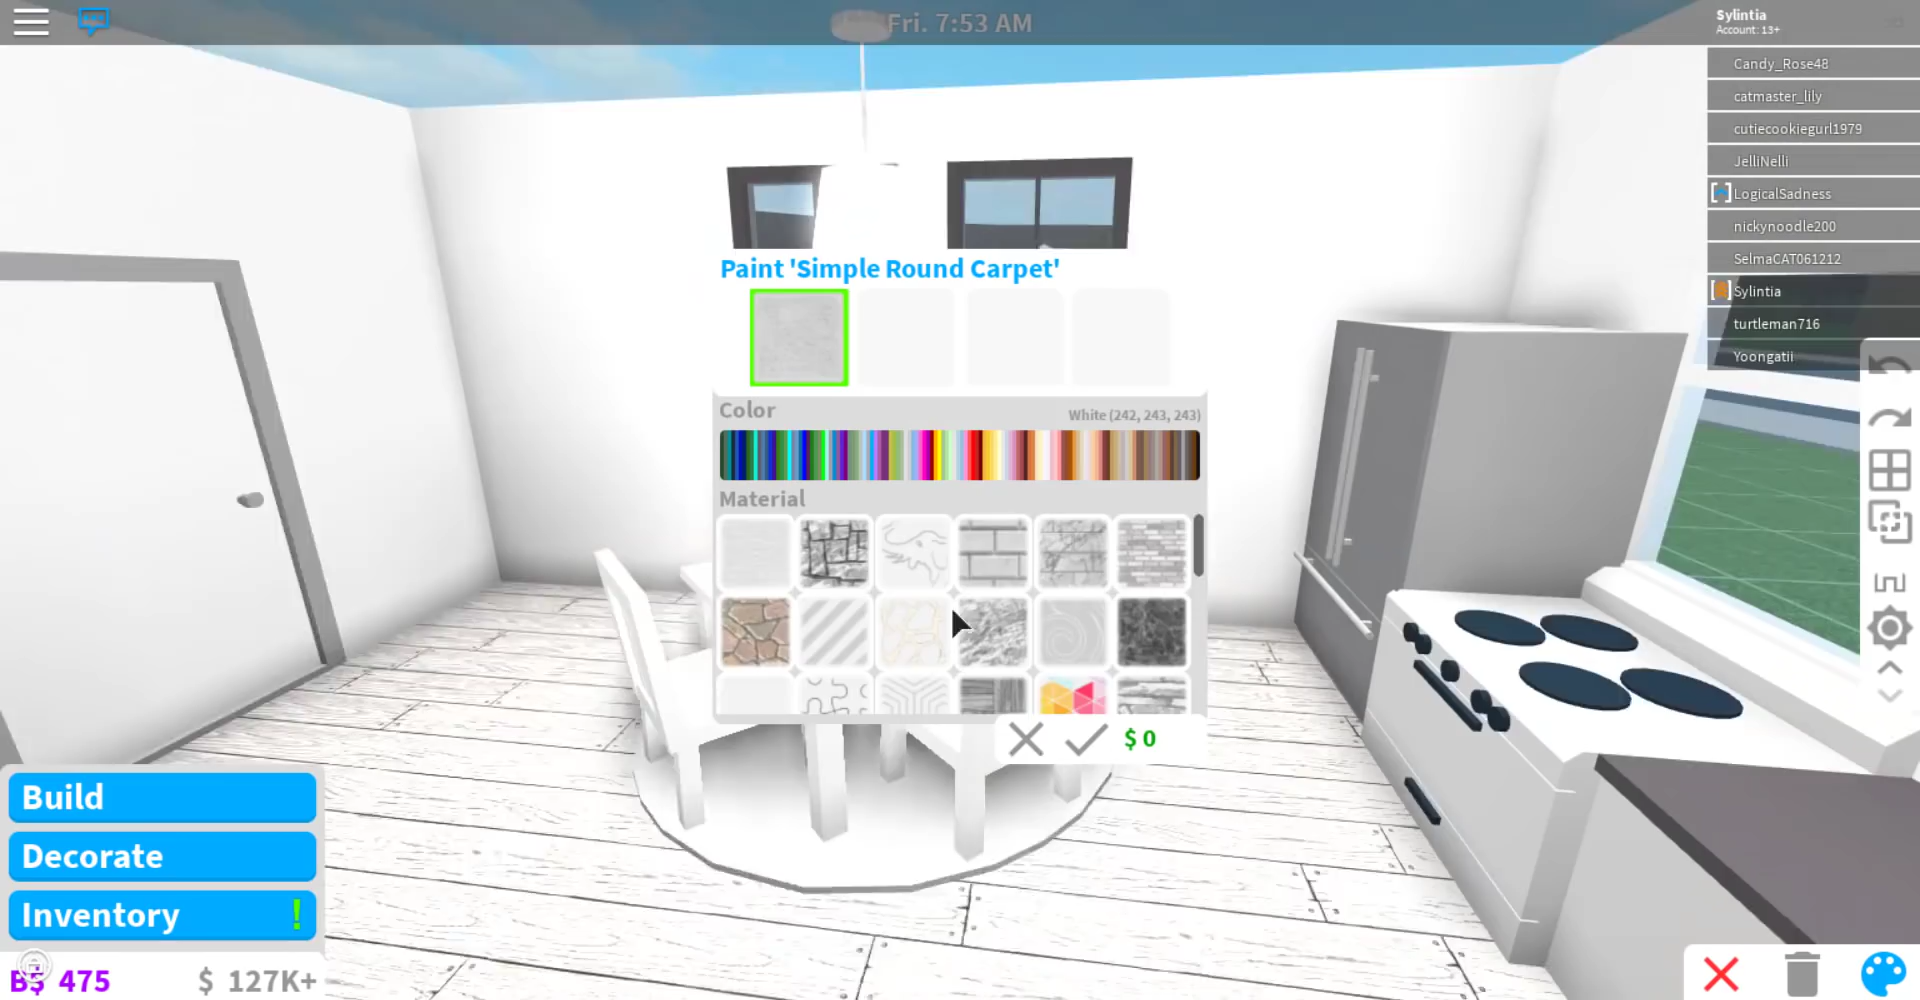 Fri. 7:53 AM
Sylintia
Account: 13+
Candy_Rose48
catmaster_lily
cutiecookiegurl1979
JelliNelli
LogicalSadness
nickynoodle200
SelmaCAT061212
Sylintia
turtleman716
Yoongatii
Paint 'Simple Round Carpet'
Color
White (242, 243, 243)
Material
$ 0
Build
Decorate
Inventory !
B$ 475
$ 127K+